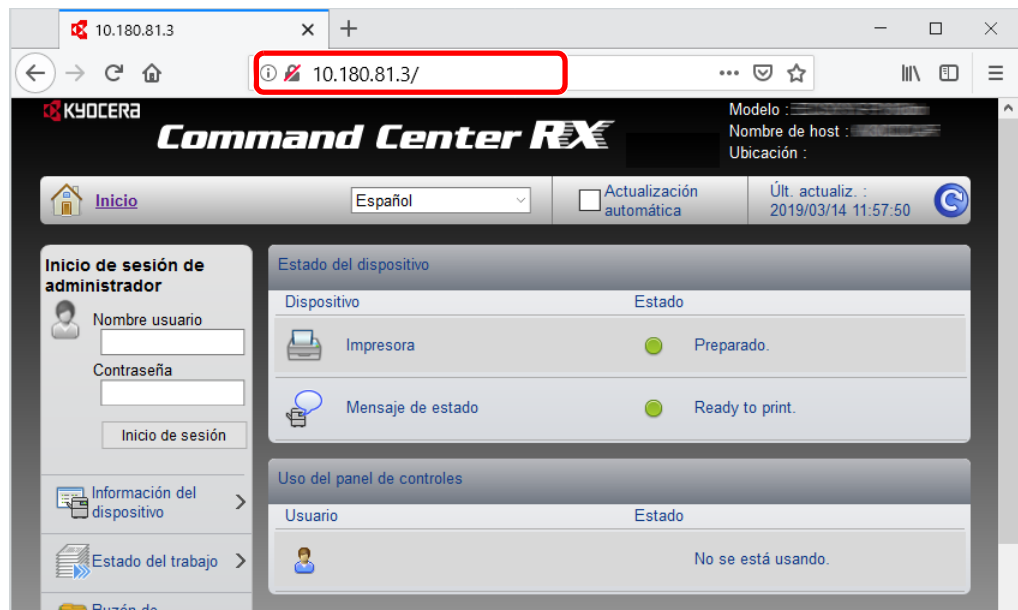 10.180.81.3
10.180.81.3/
KYOCERA
Command Center RX
Modelo :
Nombre de host :
Ubicación :
Inicio
Español
Actualización
automática
Últ. actualiz. :
2019/03/14 11:57:50
Inicio de sesión de
administrador
Nombre usuario
Contraseña
Inicio de sesión
Información del
dispositivo
Estado del trabajo
Buzón de
Estado del dispositivo
Dispositivo Estado
Impresora Preparado.
Mensaje de estado Ready to print.
Uso del panel de controles
Usuario Estado
No se está usando.